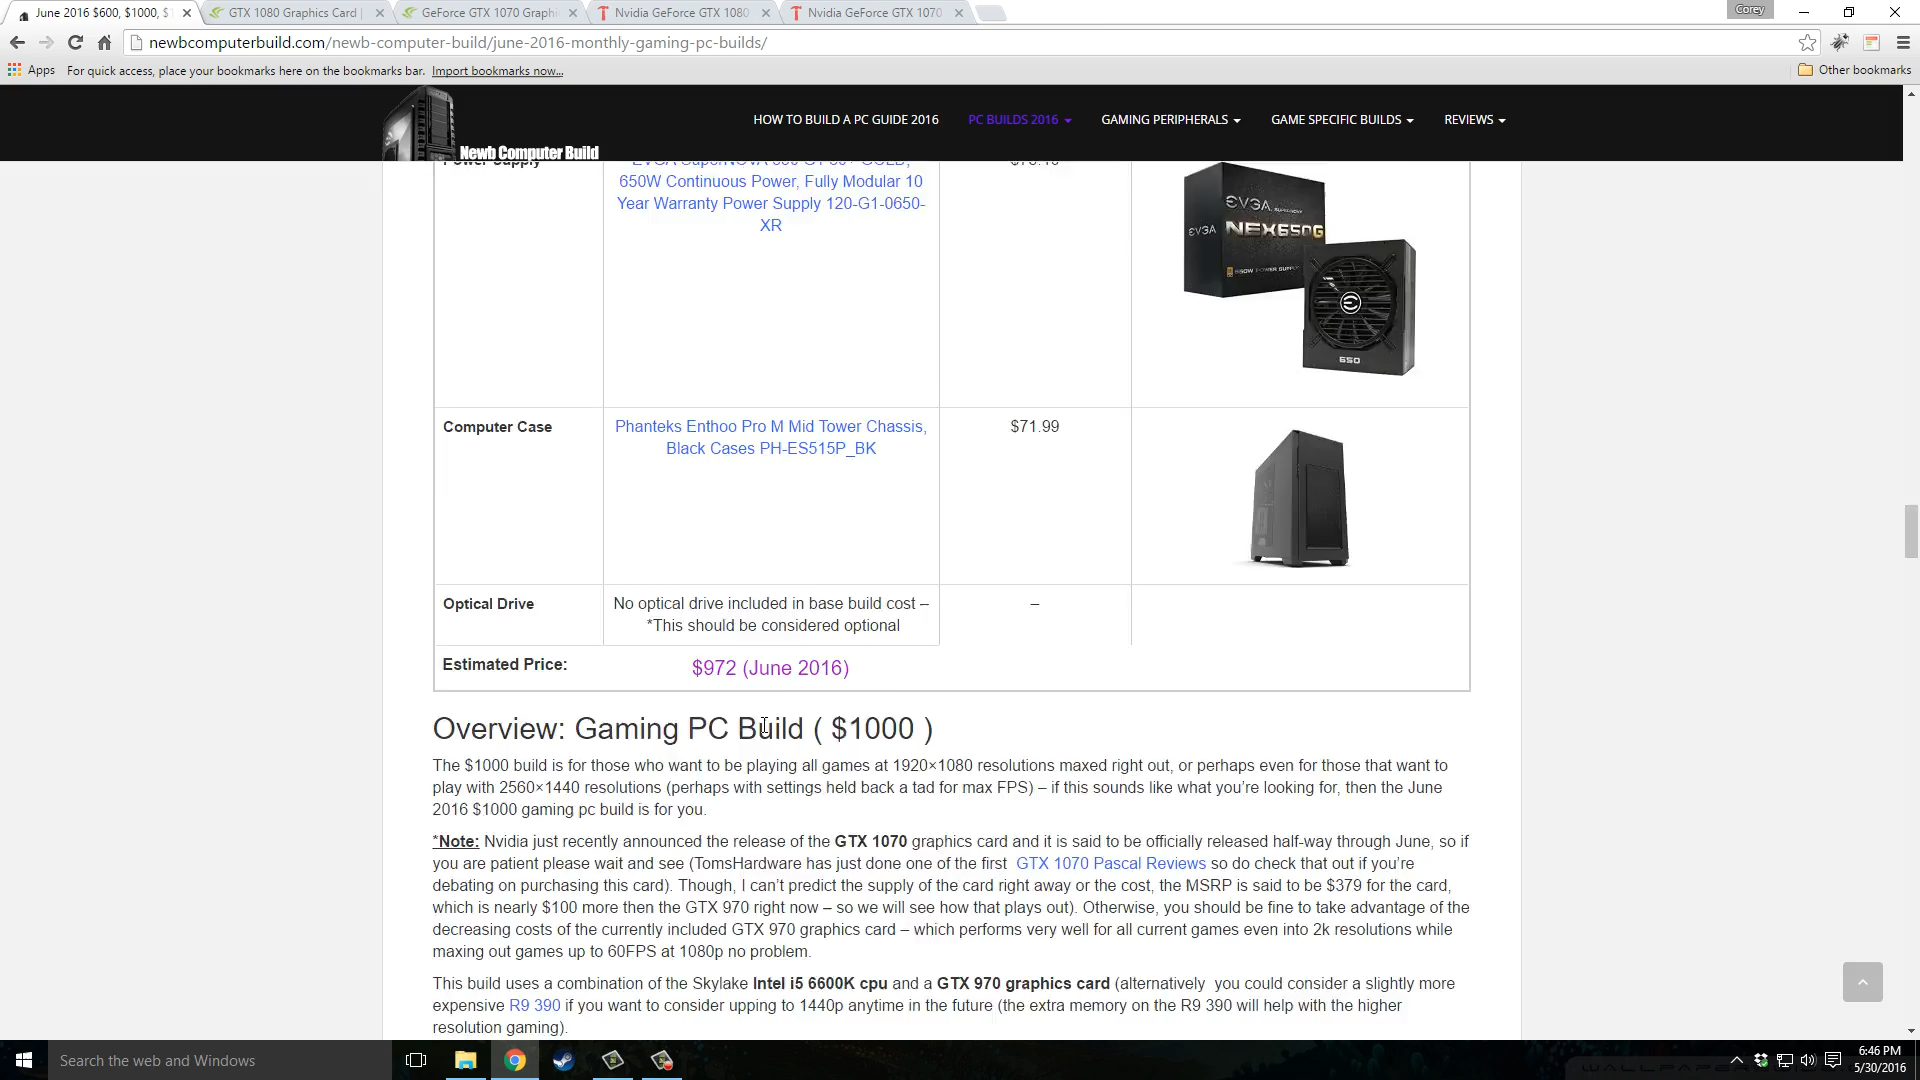 June 2016 $600, $1000, $1
GTX 1080 Graphics Card |
GeForce GTX 1070 Graphi
Nvidia GeForce GTX 1080
Nvidia GeForce GTX 1070
Corey
newbcomputerbuild.com/newb-computer-build/june-2016-monthly-gaming-pc-builds/
Apps For quick access, place your bookmarks here on the bookmarks bar. Import bookmarks now...
Other bookmarks
Newb Computer Build
HOW TO BUILD A PC GUIDE 2016
PC BUILDS 2016
GAMING PERIPHERALS
GAME SPECIFIC BUILDS
REVIEWS
Power Supply
650W Continuous Power, Fully Modular 10
Year Warranty Power Supply 120-G1-0650-
XR
EVGA
NEX650G
EVGA
650
Computer Case
Phanteks Enthoo Pro M Mid Tower Chassis,
Black Cases PH-ES515P_BK
$71.99
Optical Drive
No optical drive included in base build cost –
*This should be considered optional
–
Estimated Price:
$972 (June 2016)
Overview: Gaming PC Build ( $1000 )
The $1000 build is for those who want to be playing all games at 1920×1080 resolutions maxed right out, or perhaps even for those that want to
play with 2560×1440 resolutions (perhaps with settings held back a tad for max FPS) – if this sounds like what you're looking for, then the June
2016 $1000 gaming pc build is for you.
*Note: Nvidia just recently announced the release of the GTX 1070 graphics card and it is said to be officially released half-way through June, so if
you are patient please wait and see (TomsHardware has just done one of the first GTX 1070 Pascal Reviews so do check that out if you're
debating on purchasing this card). Though, I can't predict the supply of the card right away or the cost, the MSRP is said to be $379 for the card,
which is nearly $100 more then the GTX 970 right now – so we will see how that plays out). Otherwise, you should be fine to take advantage of the
decreasing costs of the currently included GTX 970 graphics card – which performs very well for all current games even into 2k resolutions while
maxing out games up to 60FPS at 1080p no problem.
This build uses a combination of the Skylake Intel i5 6600K cpu and a GTX 970 graphics card (alternatively you could consider a slightly more
expensive R9 390 if you want to consider upping to 1440p anytime in the future (the extra memory on the R9 390 will help with the higher
resolution gaming).
Search the web and Windows
6:46 PM
5/30/2016